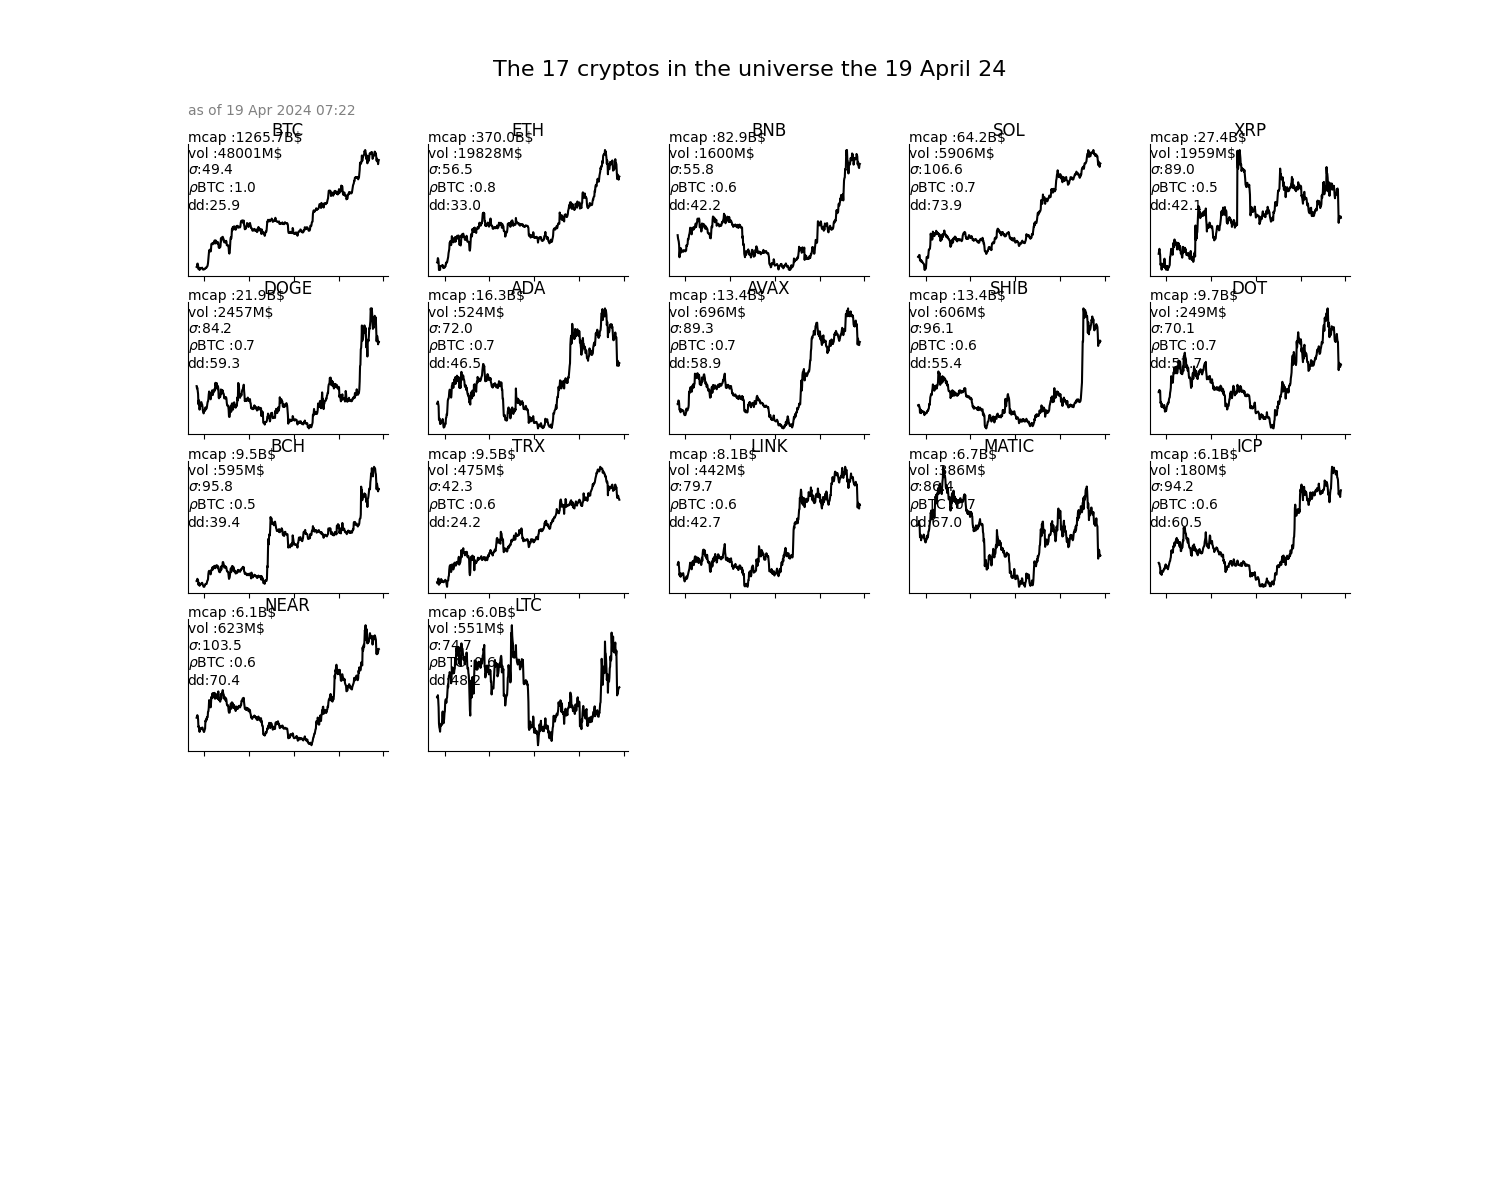 The 17 cryptos in the universe the 19 April 24
as of 19 Apr 2024 07:22
BTC
mcap :1265.7B$
vol :48001M$
σ:49.4
ρBTC :1.0
dd:25.9
ETH
mcap :370.0B$
vol :19828M$
σ:56.5
ρBTC :0.8
dd:33.0
BNB
mcap :82.9B$
vol :1600M$
σ:55.8
ρBTC :0.6
dd:42.2
SOL
mcap :64.2B$
vol :5906M$
σ:106.6
ρBTC :0.7
dd:73.9
XRP
mcap :27.4B$
vol :1959M$
σ:89.0
ρBTC :0.5
dd:42.1
DOGE
mcap :21.9B$
vol :2457M$
σ:84.2
ρBTC :0.7
dd:59.3
ADA
mcap :16.3B$
vol :524M$
σ:72.0
ρBTC :0.7
dd:46.5
AVAX
mcap :13.4B$
vol :696M$
σ:89.3
ρBTC :0.7
dd:58.9
SHIB
mcap :13.4B$
vol :606M$
σ:96.1
ρBTC :0.6
dd:55.4
DOT
mcap :9.7B$
vol :249M$
σ:70.1
ρBTC :0.7
BCH
mcap :9.5B$
vol :595M$
σ:95.8
ρBTC :0.5
dd:39.4
TRX
mcap :9.5B$
vol :475M$
σ:42.3
ρBTC :0.6
dd:24.2
LINK
mcap :8.1B$
vol :442M$
σ:79.7
ρBTC :0.6
dd:42.7
MATIC
mcap :6.7B$
vol :386M$
σ:86.4
ρBTC :0.7
dd:67.0
ICP
mcap :6.1B$
vol :180M$
σ:94.2
ρBTC :0.6
dd:60.5
NEAR
mcap :6.1B$
vol :623M$
σ:103.5
ρBTC :0.6
dd:70.4
LTC
mcap :6.0B$
vol :551M$
σ:74.7
ρBTC :0.6
dd:48.2